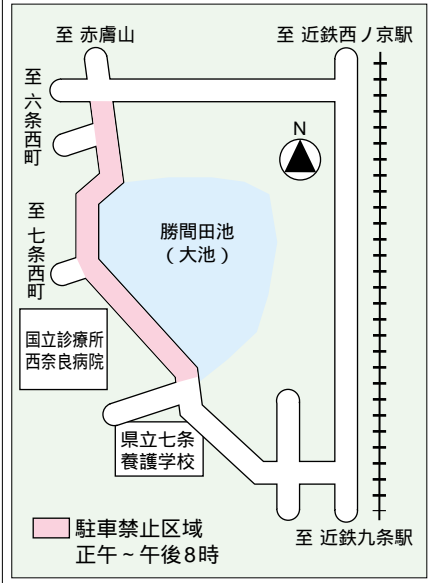 至 赤膚山
至 近鉄西ノ京駅
至 六条西町
N
至 七条西町
勝間田池
（大池）
国立診療所
西奈良病院
県立七条
養護学校
駐車禁止区域
正午～午後8時
至 近鉄九条駅